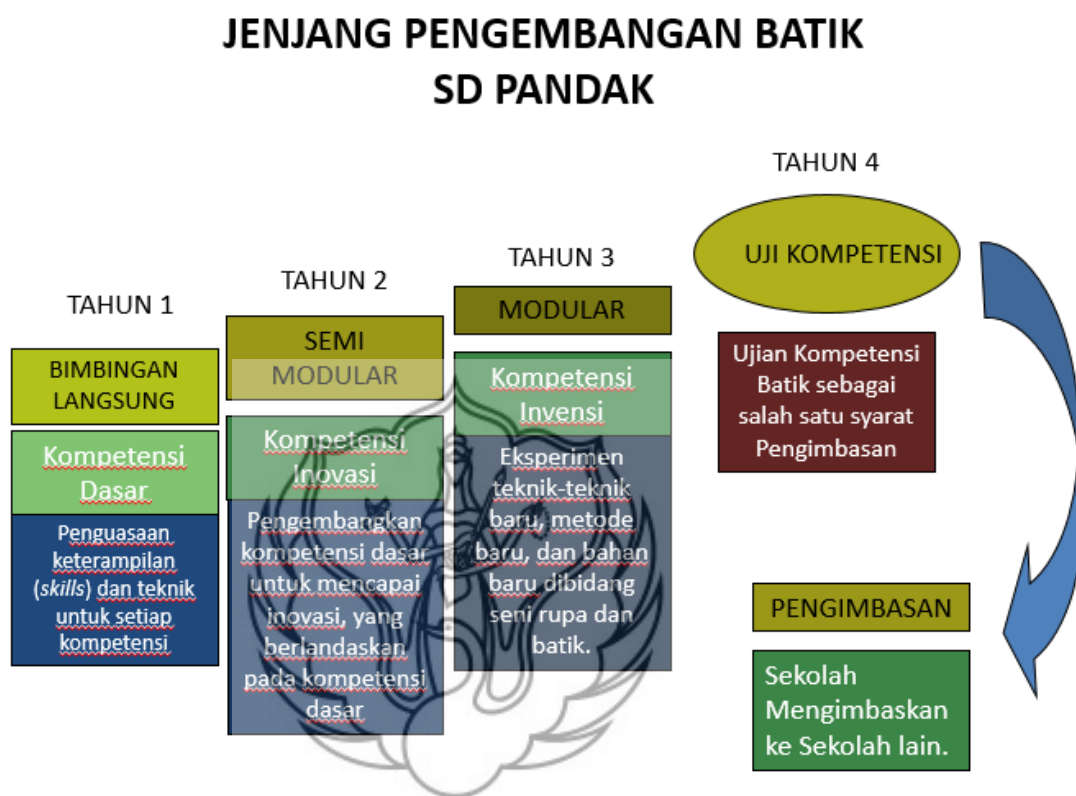 JENJANG PENGEMBANGAN BATIK
SD PANDAK
TAHUN 1
BIMBINGAN
LANGSUNG
Kompetensi
Dasar
Penguasaan
keterampilan
(skills) dan teknik
untuk setiap
kompetensi
TAHUN 2
SEMI
MODULAR
Kompetensi
Inovasi
Pengembangkan
kompetensi dasar
untuk mencapai
inovasi, yang
berlandaskan
pada kompetensi
dasar
TAHUN 3
MODULAR
Kompetensi
Invensi
Eksperimen
teknik-teknik
baru, metode
baru, dan bahan
baru dibidang
seni rupa dan
batik.
TAHUN 4
UJI KOMPETENSI
Ujian Kompetensi
Batik sebagai
salah satu syarat
Pengimbasan
PENGIMBASAN
Sekolah
Mengimbaskan
ke Sekolah lain.